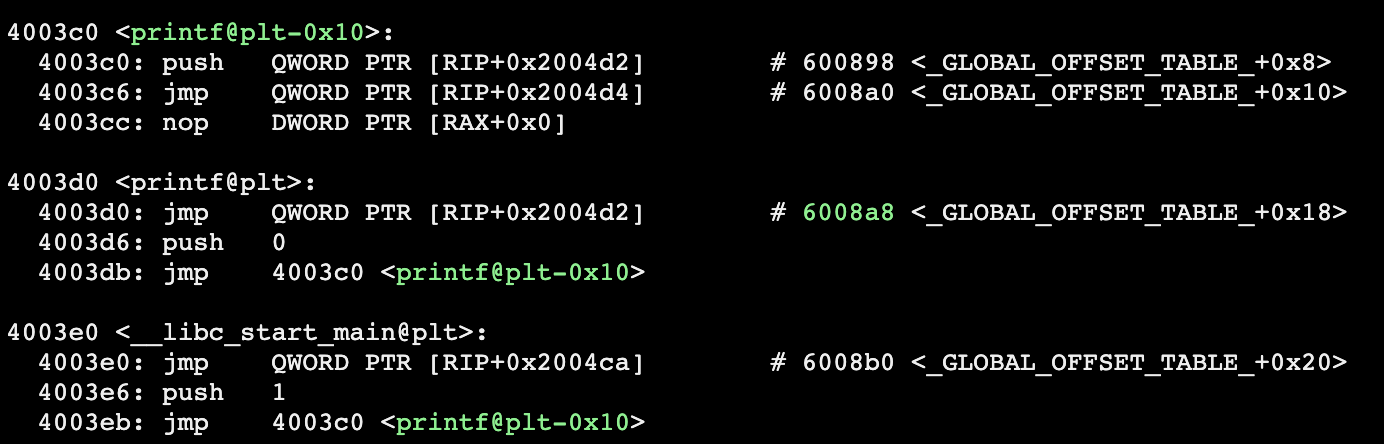 4003c0 <printf@plt-0x10>:
4003c0: push QWORD PTR [RIP+0x2004d2] # 600898 <_GLOBAL_OFFSET_TABLE_+0x8>
4003c6: jmp QWORD PTR [RIP+0x2004d4] # 6008a0 <_GLOBAL_OFFSET_TABLE_+0x10>
4003cc: nop DWORD PTR [RAX+0x0]
4003d0 <printf@plt>:
4003d0: jmp QWORD PTR [RIP+0x2004d2] # 6008a8 <_GLOBAL_OFFSET_TABLE_+0x18>
4003d6: push 0
4003db: jmp 4003c0 <printf@plt-0x10>
4003e0 <__libc_start_main@plt>:
4003e0: jmp QWORD PTR [RIP+0x2004ca] # 6008b0 <_GLOBAL_OFFSET_TABLE_+0x20>
4003e6: push 1
4003eb: jmp 4003c0 <printf@plt-0x10>